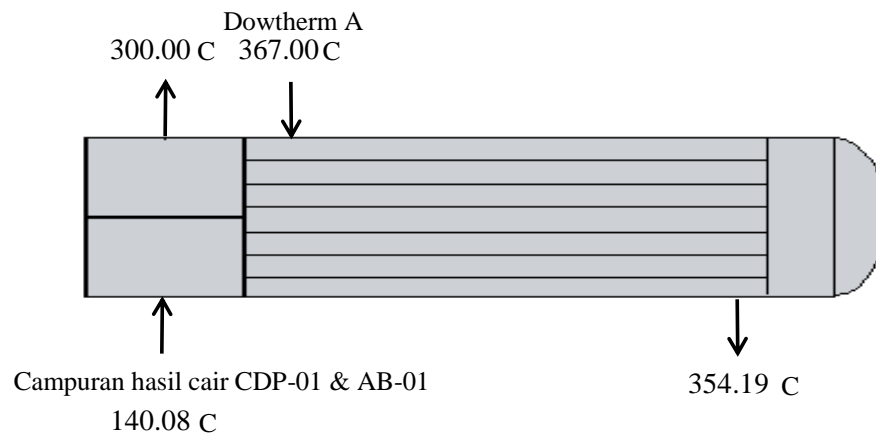 Dowtherm A
300.00 C 367.00 C
Campuran hasil cair CDP-01 & AB-01
140.08 C
354.19 C